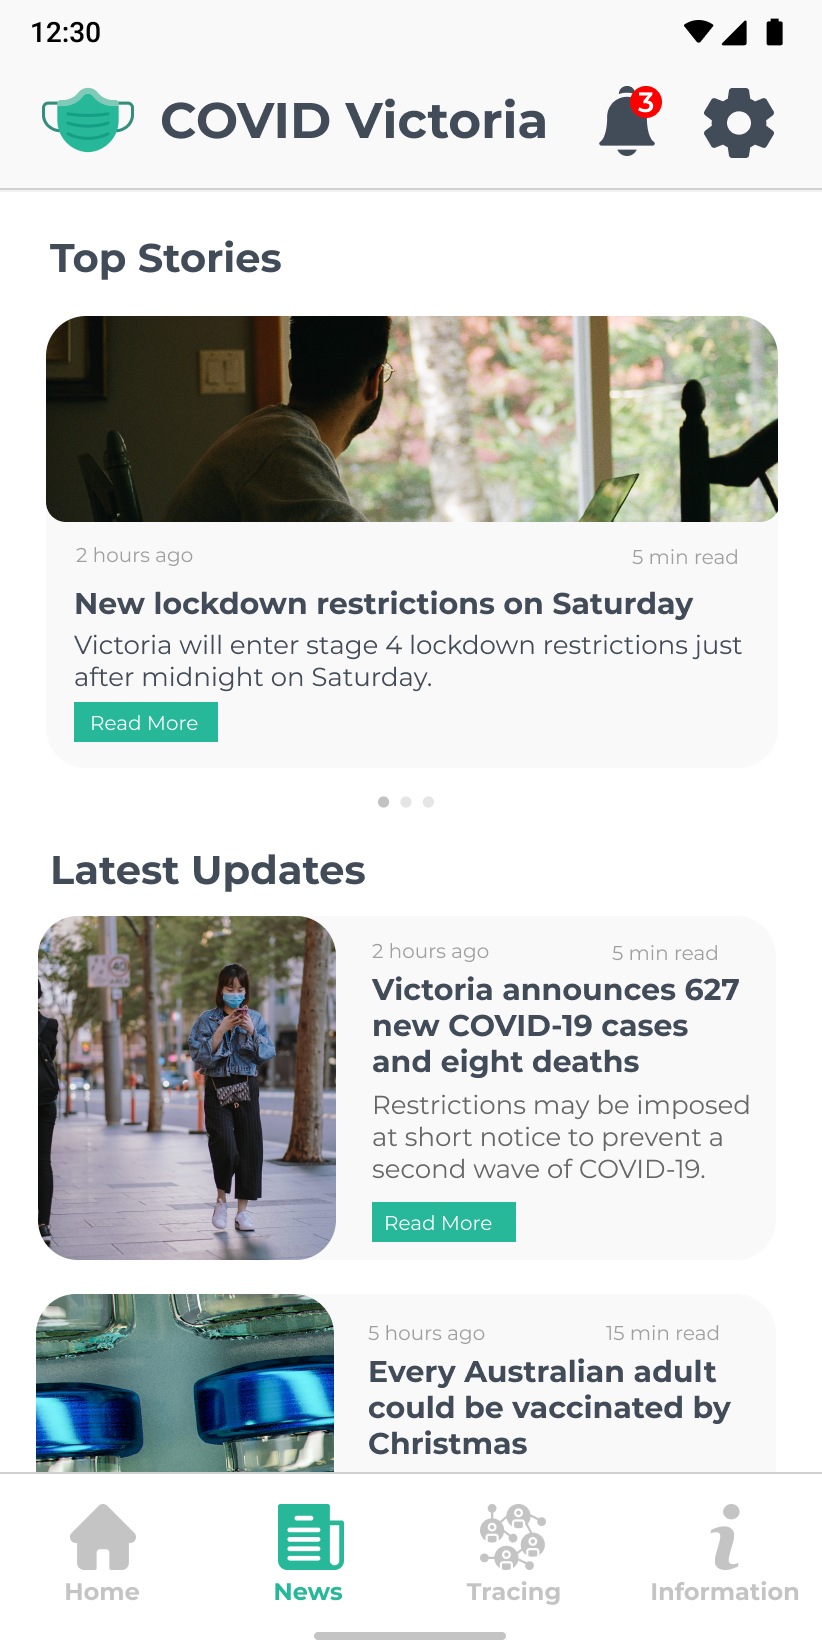 12:30
COVID Victoria
3
Top Stories
2 hours ago
5 min read
New lockdown restrictions on Saturday
Victoria will enter stage 4 lockdown restrictions just
after midnight on Saturday.
Read More
Latest Updates
2 hours ago
5 min read
Victoria announces 627
new COVID-19 cases
and eight deaths
Restrictions may be imposed
at short notice to prevent a
second wave of COVID-19.
Read More
5 hours ago
15 min read
Every Australian adult
could be vaccinated by
Christmas
Home
News
Tracing
Information